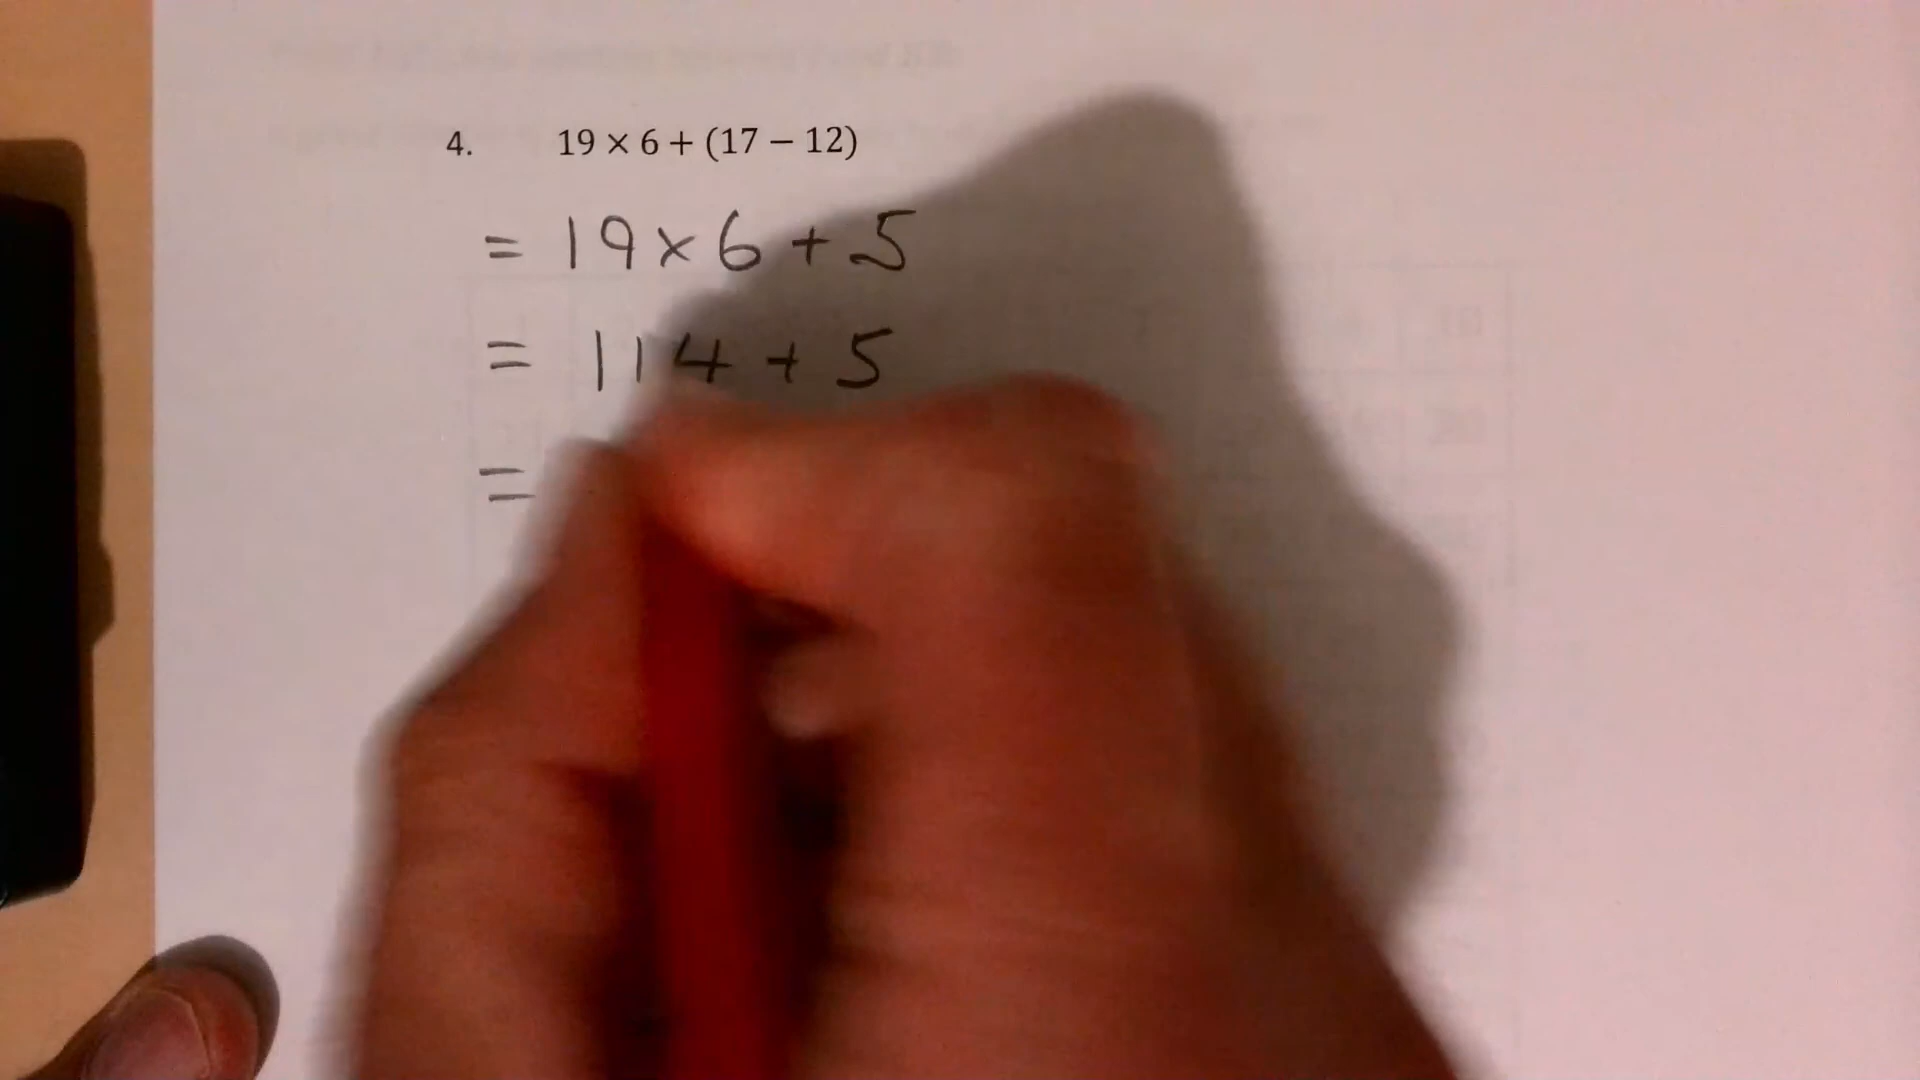 4. 19 × 6 + (17 − 12)
= 19 × 6 + 5
= 114 + 5
=